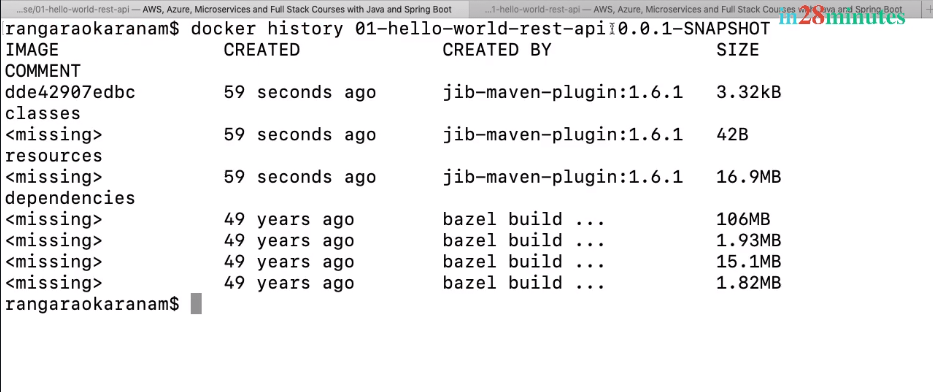 ...se/01-hello-world-rest-api — AWS, Azure, Microservices and Full Stack Courses with Java and Spring Boot
...1-hello-world-rest-api — AWS, Azure, Microservices and Full Stack Courses with Java and Spring Boot
in28minutes
rangaraokaranam$ docker history 01-hello-world-rest-api:0.0.1-SNAPSHOT
IMAGE CREATED CREATED BY SIZE
COMMENT
dde42907edbc 59 seconds ago jib-maven-plugin:1.6.1 3.32kB
classes
<missing> 59 seconds ago jib-maven-plugin:1.6.1 42B
resources
<missing> 59 seconds ago jib-maven-plugin:1.6.1 16.9MB
dependencies
<missing> 49 years ago bazel build ... 106MB
<missing> 49 years ago bazel build ... 1.93MB
<missing> 49 years ago bazel build ... 15.1MB
<missing> 49 years ago bazel build ... 1.82MB
rangaraokaranam$